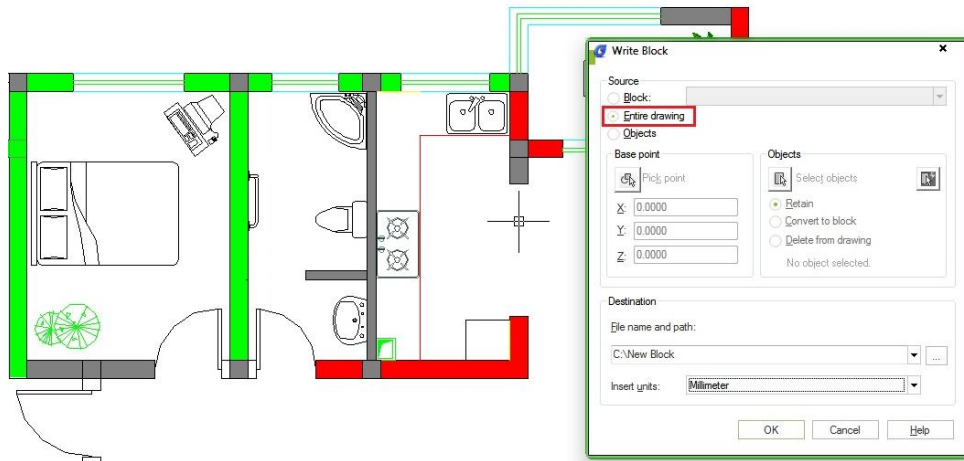 Write Block
Source
Block:
Entire drawing
Objects
Base point
Pick point
X: 0.0000
Y: 0.0000
Z: 0.0000
Objects
Select objects
Retain
Convert to block
Delete from drawing
No object selected.
Destination
File name and path:
C:\New Block
...
Insert units: Millimeter
OK Cancel Help